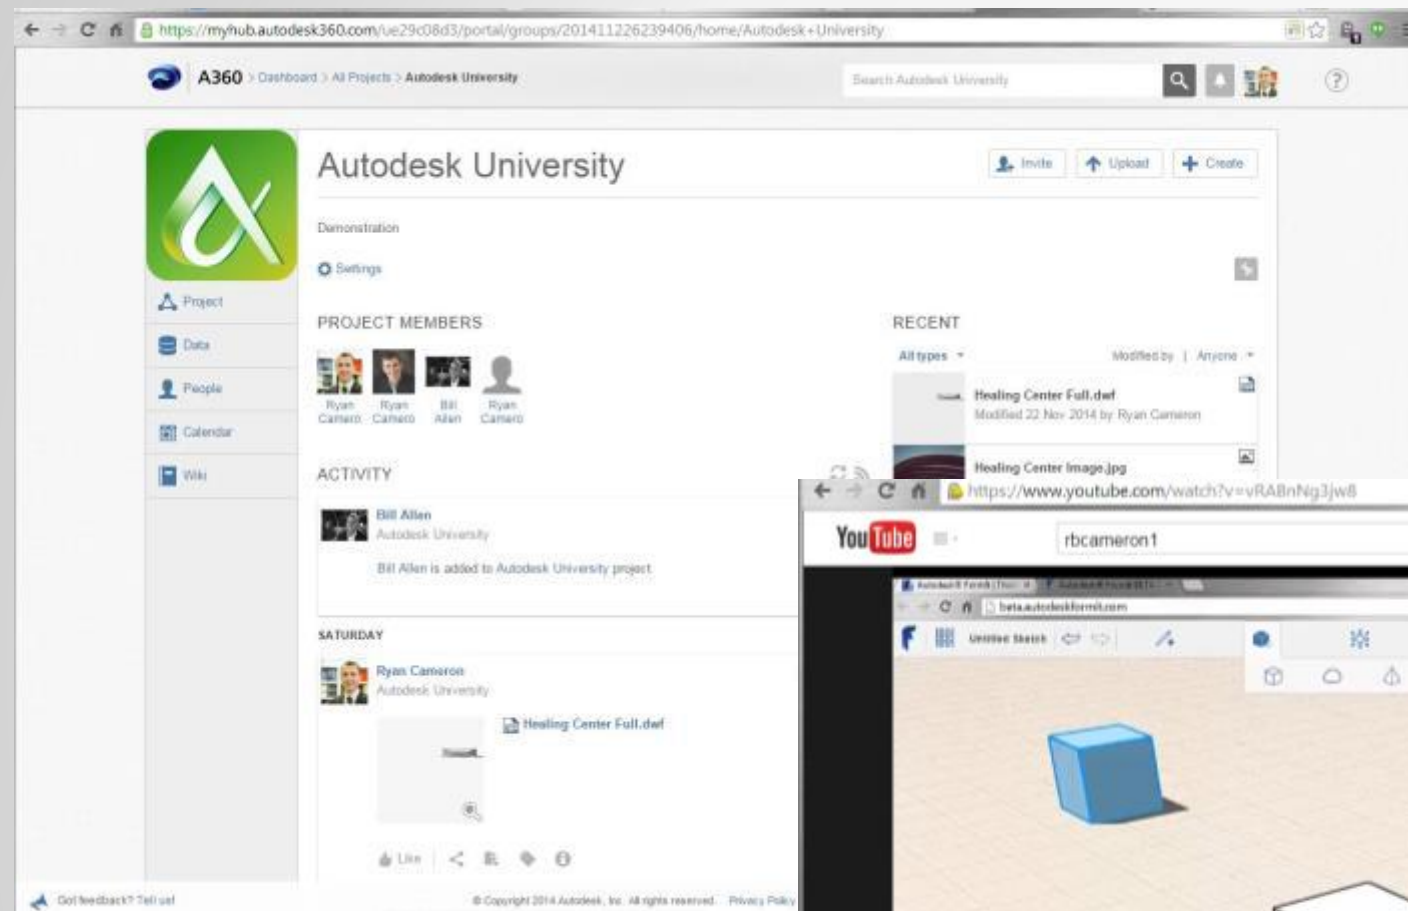 https://myhub.autodesk360.com/ue29c08d3/portal/groups/201411226239406/home/Autodesk+University
A360 > Dashboard > All Projects > Autodesk University
Search Autodesk University
Autodesk University
Invite
Upload
Create
Demonstration
Settings
Project
Data
People
Calendar
Wiki
PROJECT MEMBERS
Ryan Camero
Ryan Camero
Bill Allen
Ryan Camero
RECENT
All types
Modified by | Anyone
Healing Center Full.dwf
Modified 22 Nov 2014 by Ryan Cameron
Healing Center Image.jpg
ACTIVITY
Bill Allen
Autodesk University
Bill Allen is added to Autodesk University project
SATURDAY
Ryan Cameron
Autodesk University
Healing Center Full.dwf
Like
Got feedback? Tell us!
© Copyright 2014 Autodesk, Inc. All rights reserved. Privacy Policy
https://www.youtube.com/watch?v=vRABnNg3jw8
YouTube
rbcameron1
beta.autodeskformit.com
Untitled Sketch